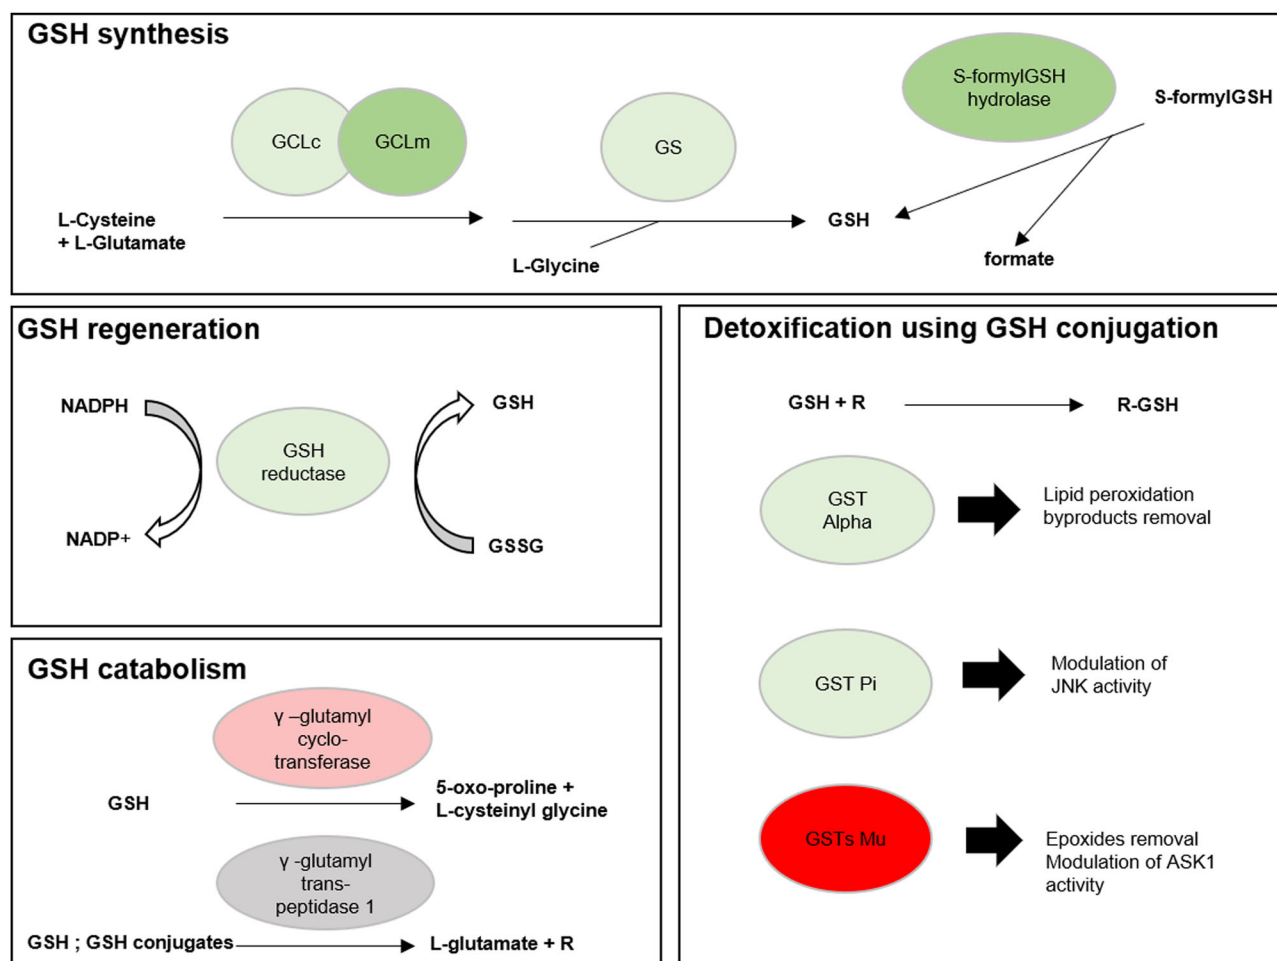 GSH synthesis
GCLc
GCLm
GS
S-formylGSH
hydrolase
S-formylGSH
L-Cysteine
+ L-Glutamate
L-Glycine
GSH
formate
GSH regeneration
NADPH
GSH
reductase
GSH
NADP+
GSSG
GSH catabolism
γ –glutamyl
cyclo-
transferase
GSH
5-oxo-proline +
L-cysteinyl glycine
γ -glutamyl
trans-
peptidase 1
GSH ; GSH conjugates
L-glutamate + R
Detoxification using GSH conjugation
GSH + R
R-GSH
GST
Alpha
Lipid peroxidation
byproducts removal
GST Pi
Modulation of
JNK activity
GSTs Mu
Epoxides removal
Modulation of ASK1
activity